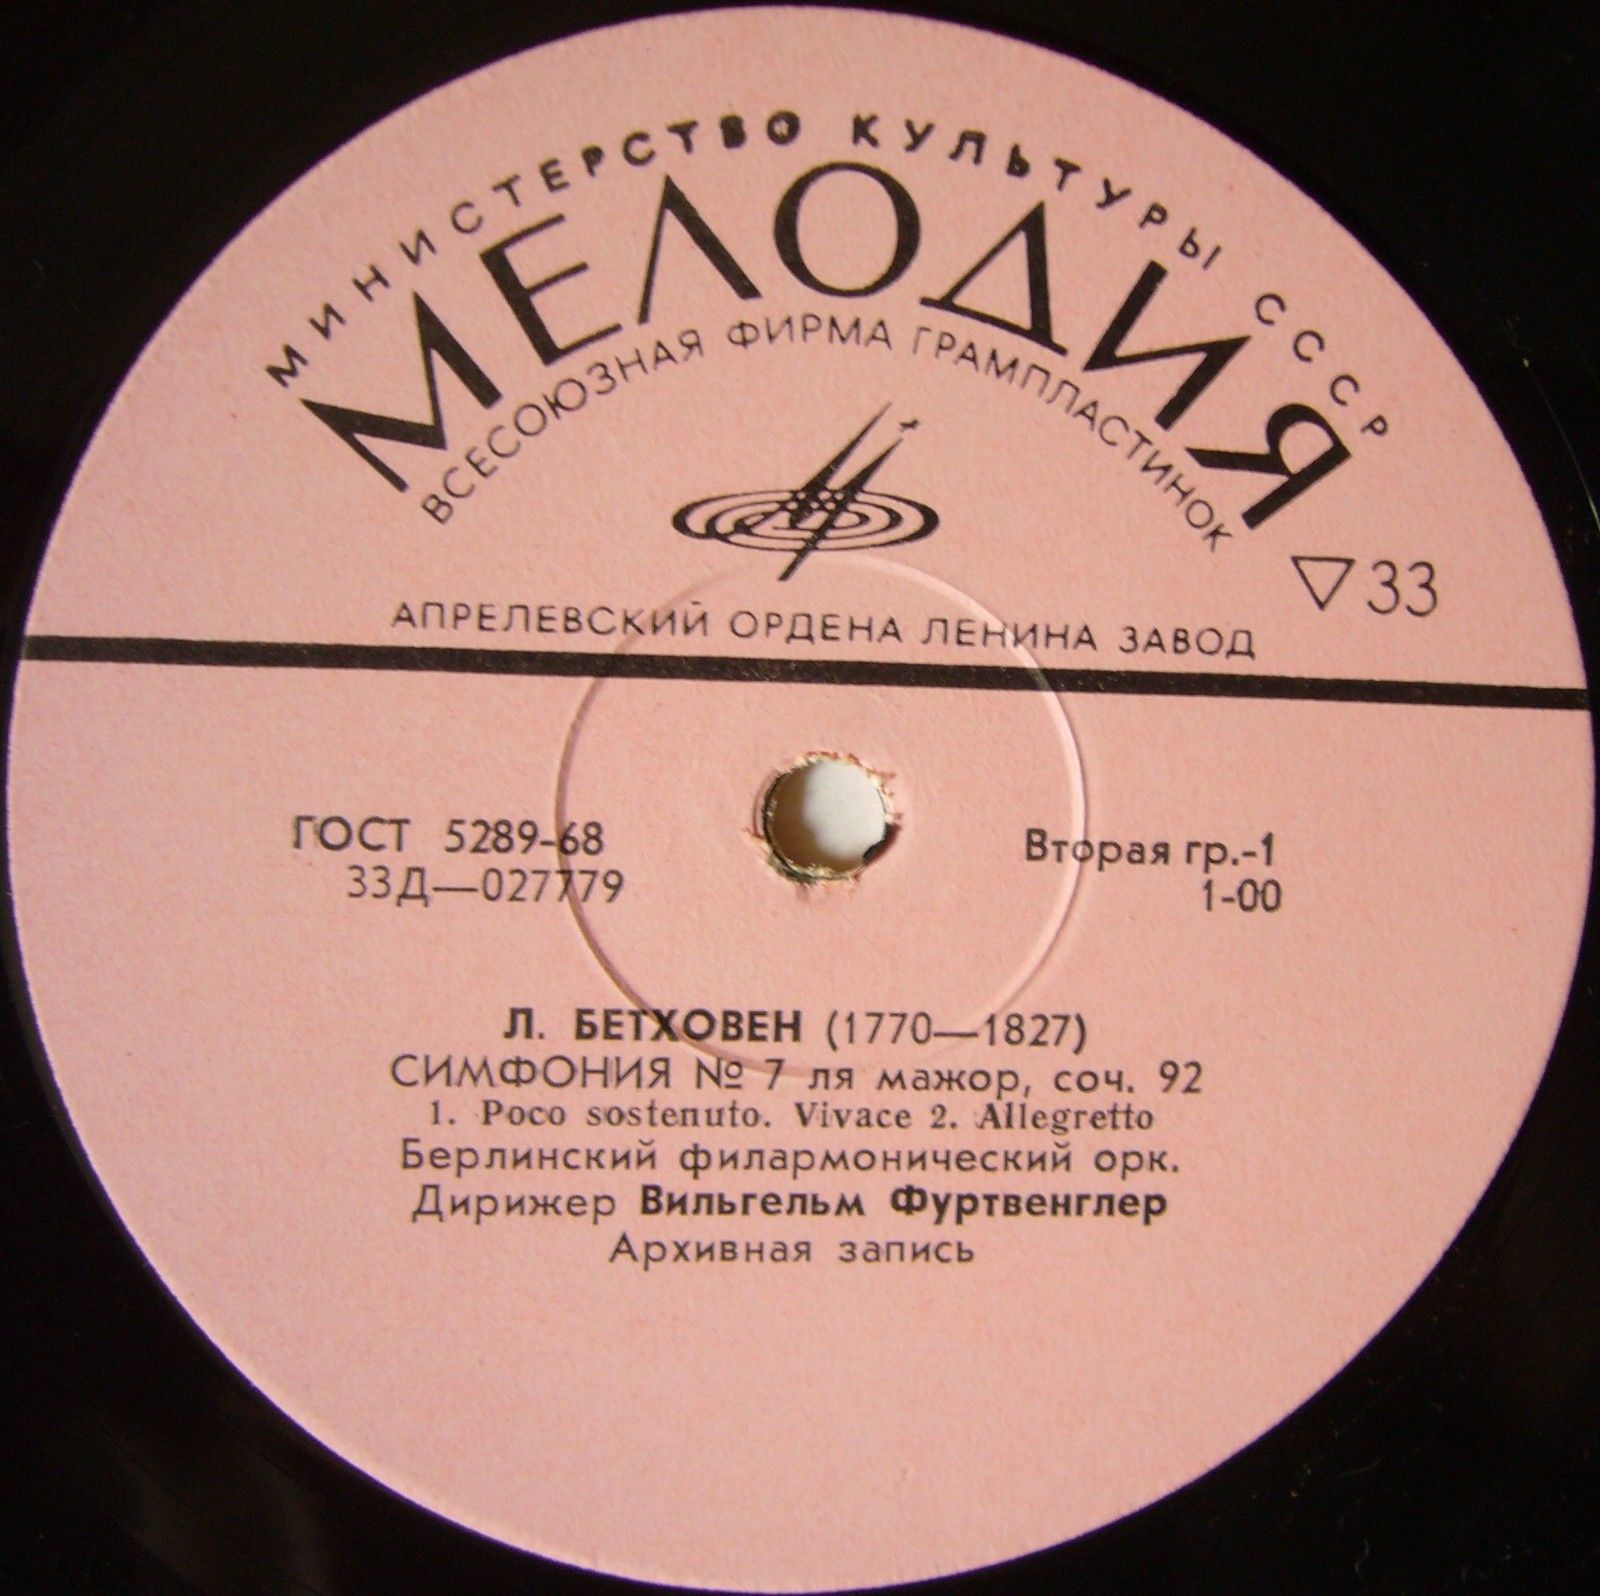 МИНИСТЕРСТВО КУЛЬТУРЫ СССР
МЕЛОДИЯ
ВСЕСОЮЗНАЯ ФИРМА ГРАМПЛАСТИНОК
▽ 33
АПРЕЛЕВСКИЙ ОРДЕНА ЛЕНИНА ЗАВОД
ГОСТ 5289-68
33Д—027779
Вторая гр.-1
1-00
Л. БЕТХОВЕН (1770—1827)
СИМФОНИЯ № 7 ля мажор, соч. 92
1. Poco sostenuto. Vivace 2. Allegretto
Берлинский филармонический орк.
Дирижер Вильгельм Фуртвенглер
Архивная запись